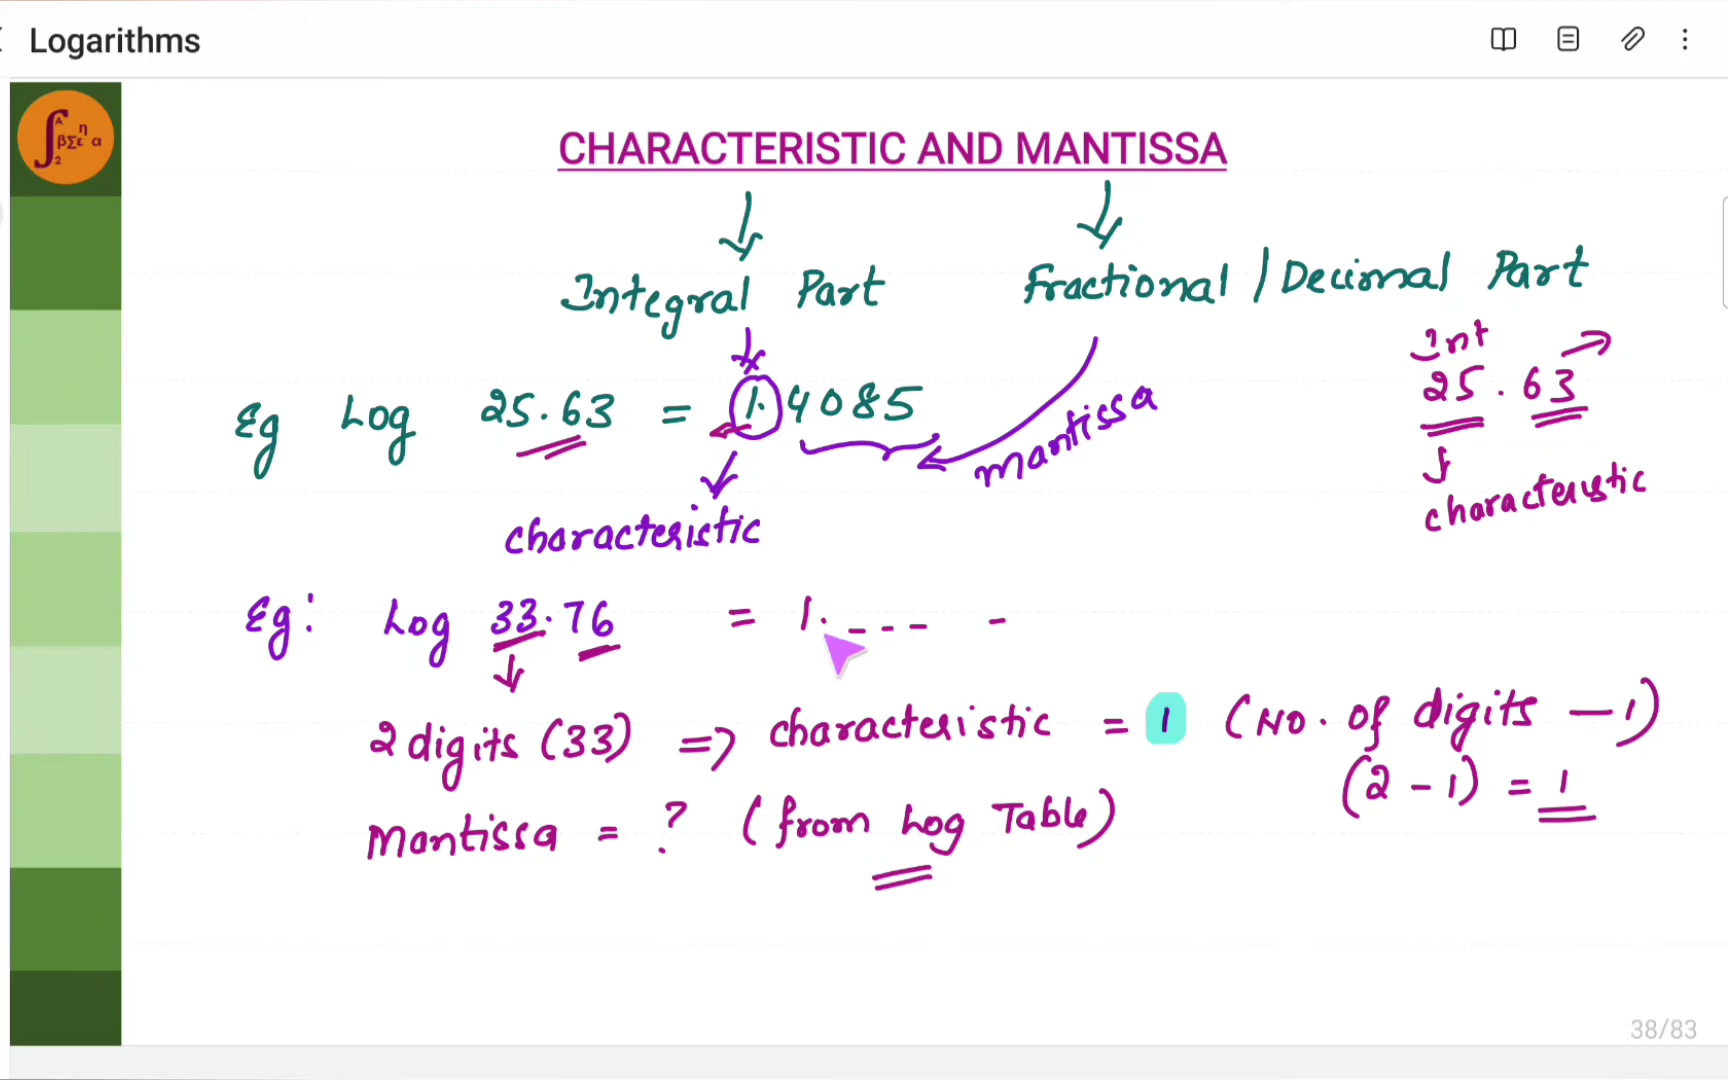 Logarithms
CHARACTERISTIC AND MANTISSA
Integral Part Fractional / Decimal Part
Int
25.63
characteristic
Eg Log 25.63 = 1.4085
mantissa
characteristic
Eg: Log 33.76 = 1. _ _ _ _
2 digits (33) => characteristic = 1 (No. of digits - 1)
(2 - 1) = 1
Mantissa = ? (from Log Table)
38/83